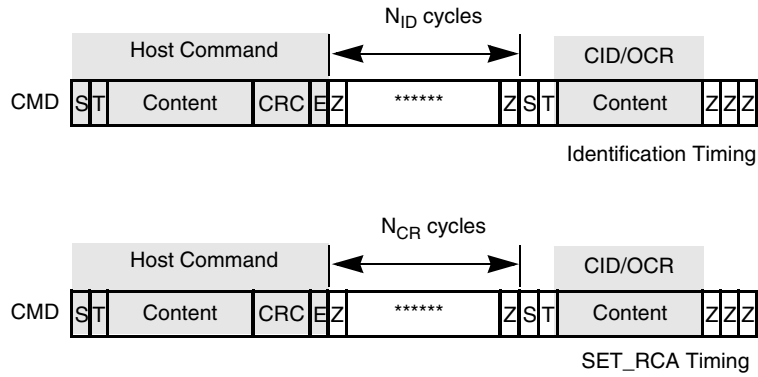 N_ID cycles
Host Command CID/OCR
CMD S T Content CRC E Z ****** Z S T Content Z Z Z
Identification Timing
N_CR cycles
Host Command CID/OCR
CMD S T Content CRC E Z ****** Z S T Content Z Z Z
SET_RCA Timing